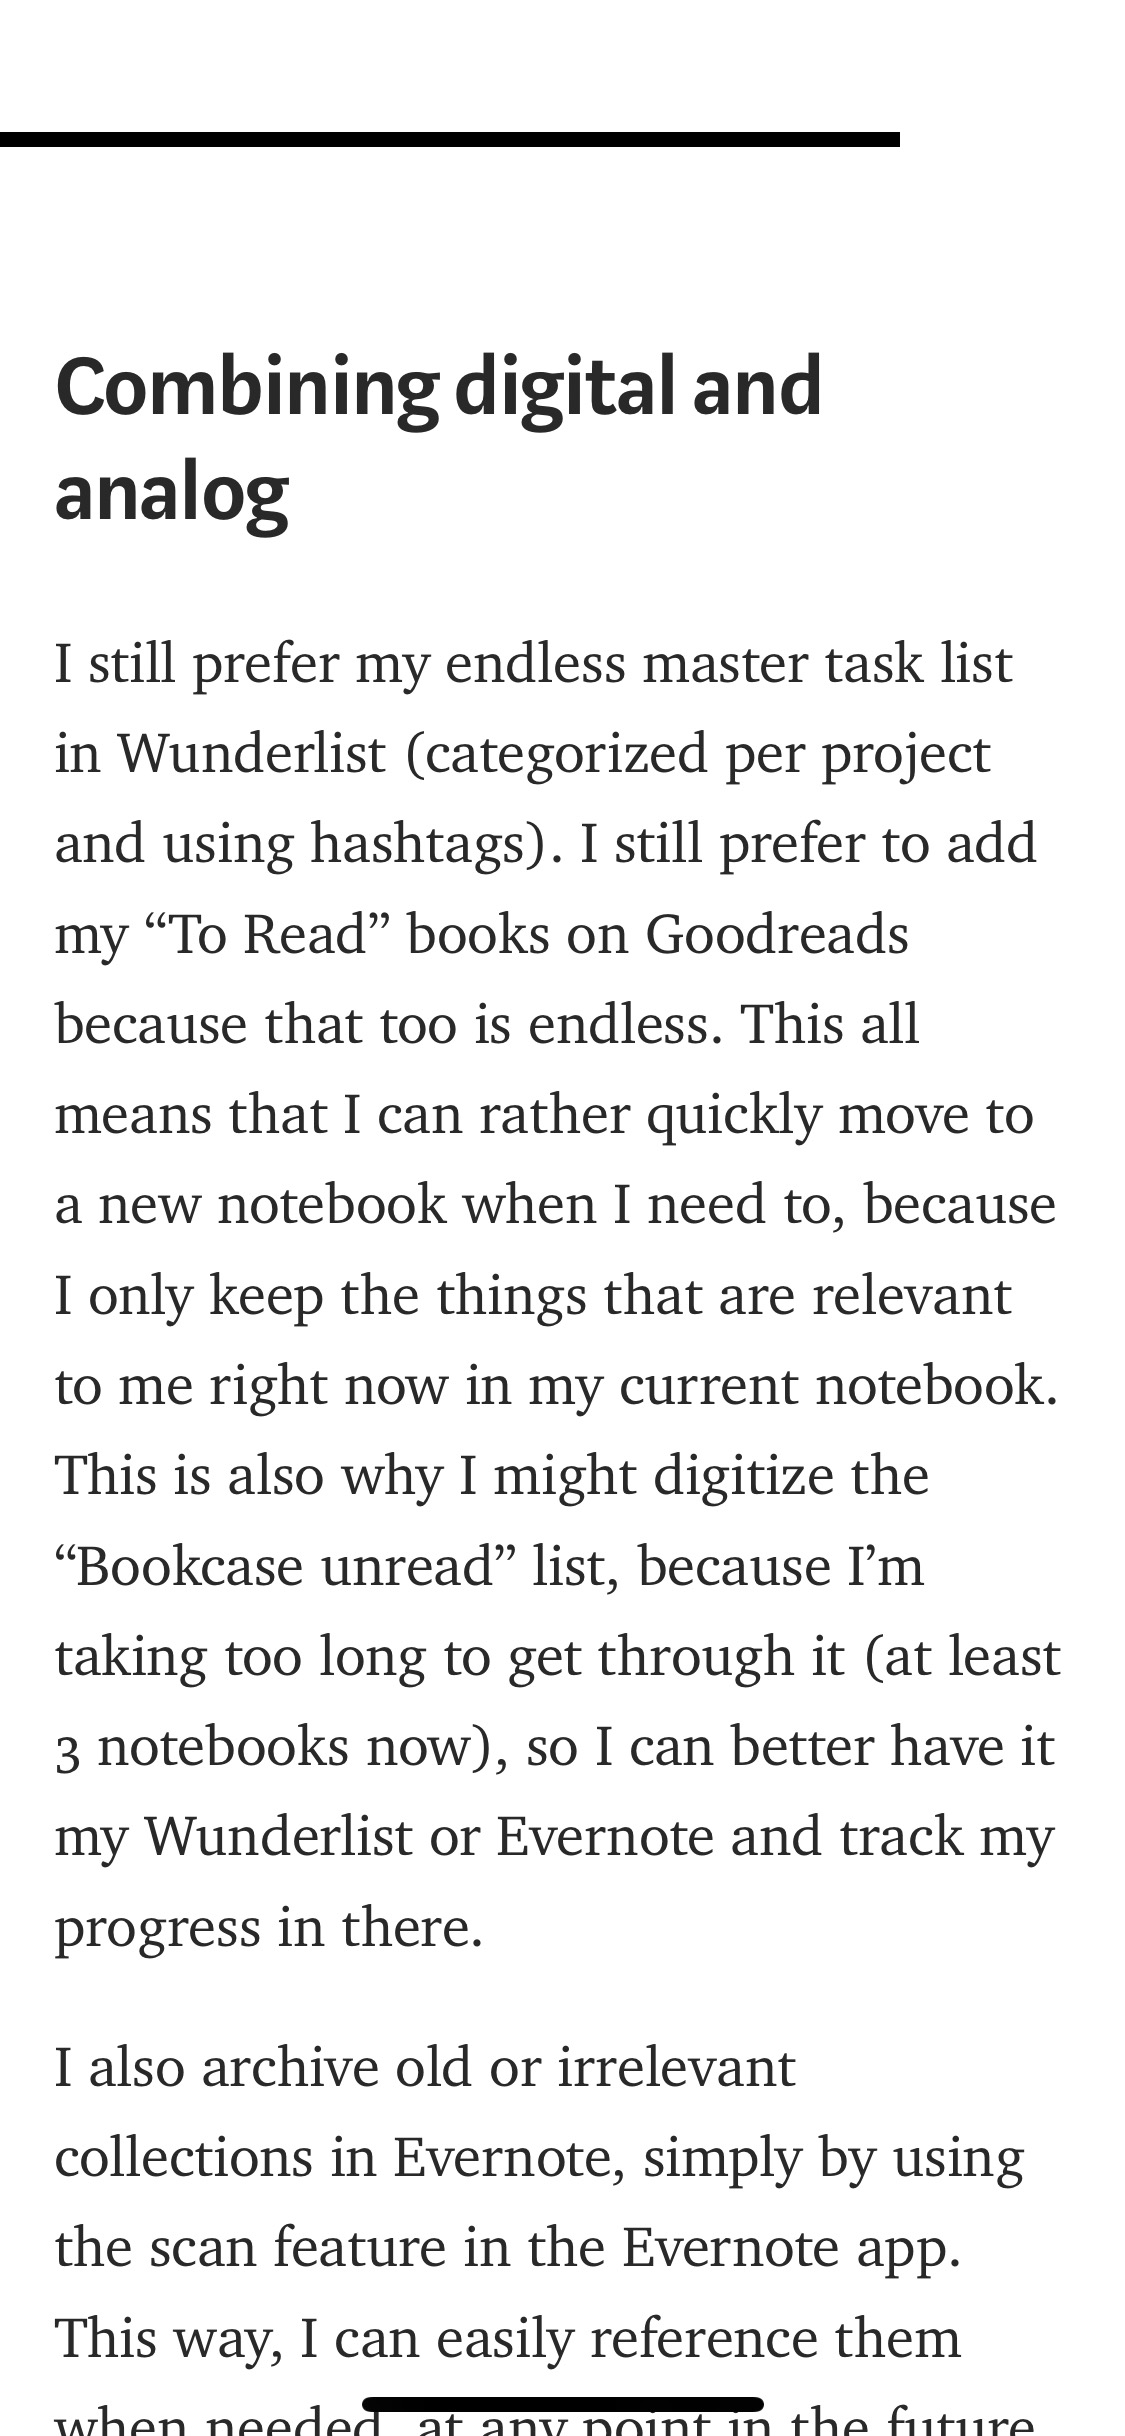 Combining digital and
analog
I still prefer my endless master task list
in Wunderlist (categorized per project
and using hashtags). I still prefer to add
my “To Read” books on Goodreads
because that too is endless. This all
means that I can rather quickly move to
a new notebook when I need to, because
I only keep the things that are relevant
to me right now in my current notebook.
This is also why I might digitize the
“Bookcase unread” list, because I’m
taking too long to get through it (at least
3 notebooks now), so I can better have it
my Wunderlist or Evernote and track my
progress in there.
I also archive old or irrelevant
collections in Evernote, simply by using
the scan feature in the Evernote app.
This way, I can easily reference them
when needed, at any point in the future